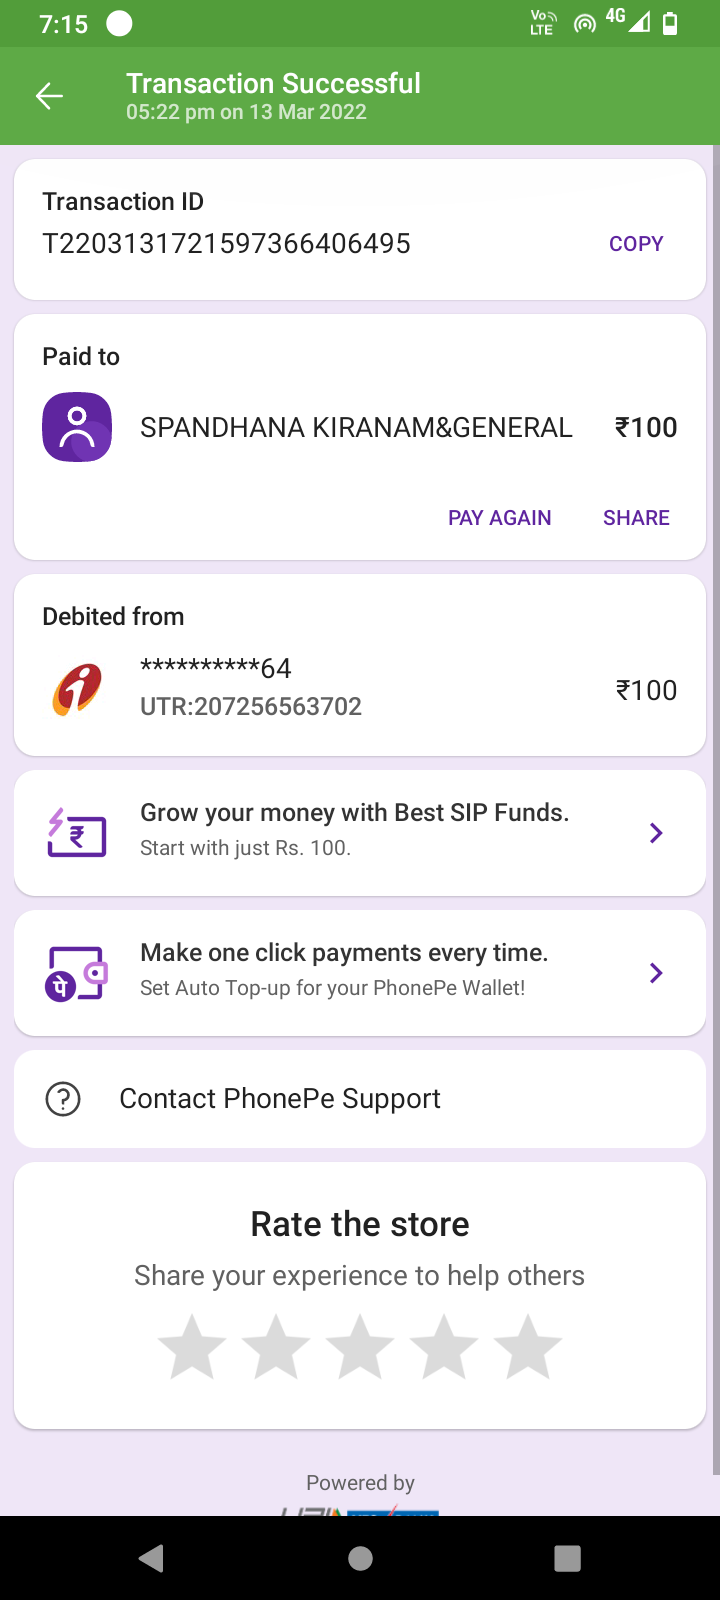 7:15
Vo
LTE
4G
Transaction Successful
05:22 pm on 13 Mar 2022
Transaction ID
T2203131721597366406495
COPY
Paid to
SPANDHANA KIRANAM&GENERAL
₹100
PAY AGAIN
SHARE
Debited from
**********64
UTR:207256563702
₹100
Grow your money with Best SIP Funds.
Start with just Rs. 100.
₹
Make one click payments every time.
Set Auto Top-up for your PhonePe Wallet!
पे
?
Contact PhonePe Support
Rate the store
Share your experience to help others
Powered by